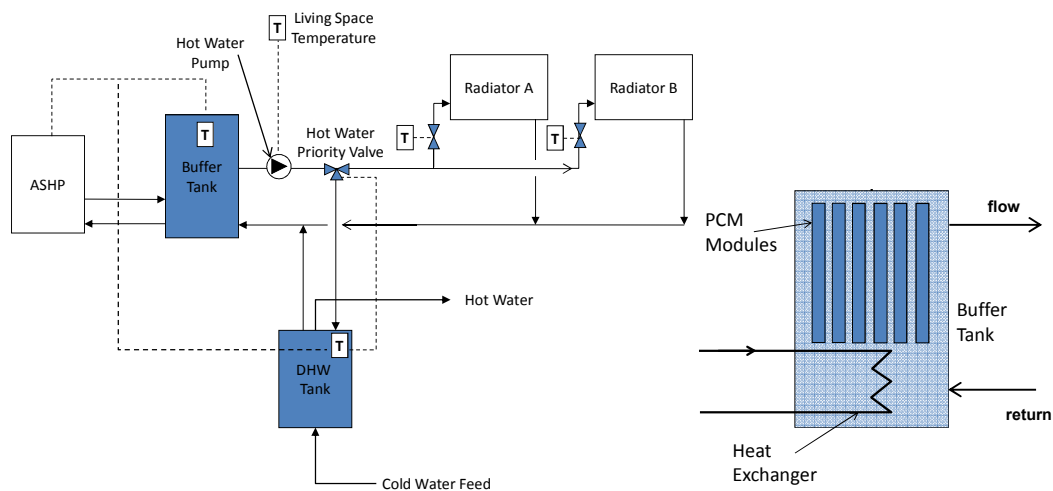 T
Living Space
Temperature
Hot Water
Pump
Radiator A
Radiator B
T
Buffer
Tank
Hot Water
Priority Valve
T
T
ASHP
PCM
Modules
flow
Buffer
Tank
Hot Water
T
DHW
Tank
return
Heat
Exchanger
Cold Water Feed